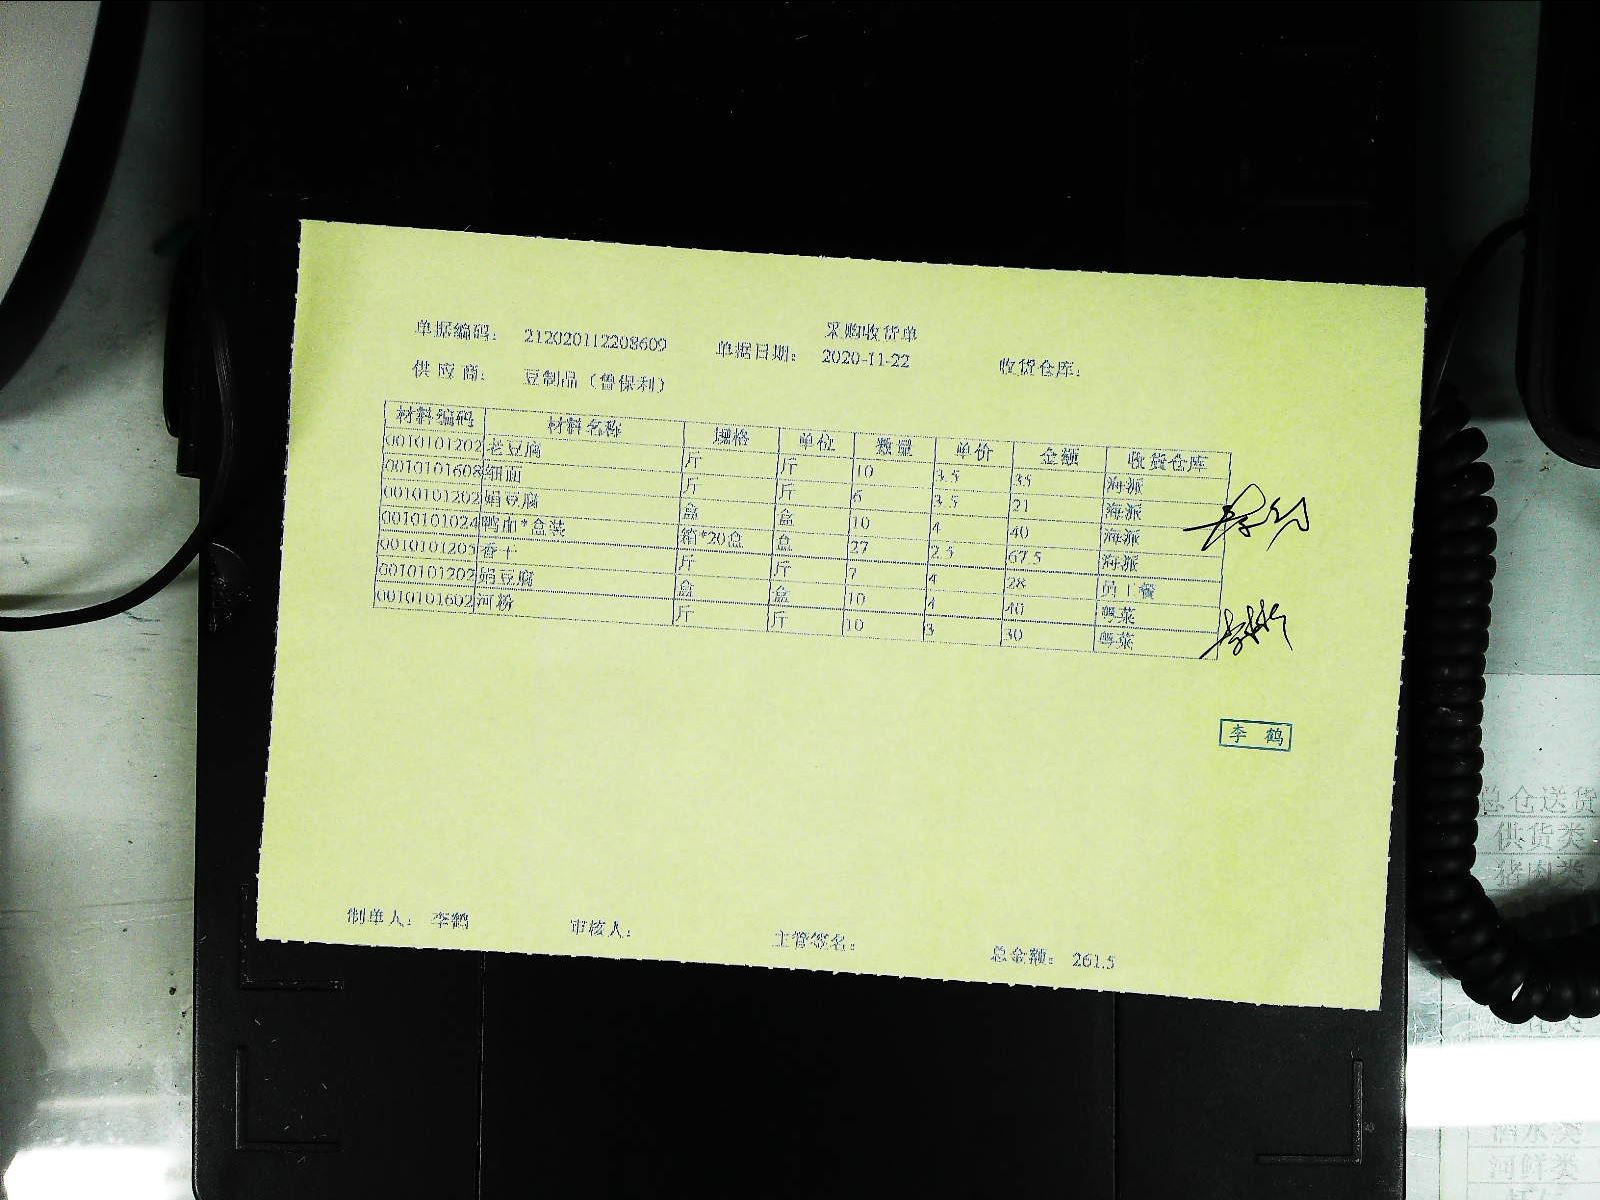 采购收货单
单据编码： 212020112208609 单据日期： 2020-11-22 收货仓库：
供应商： 豆制品（鲁保利）
材料编码 材料名称 规格 单位 数量 单价 金额 收货仓库
0010101202 老豆腐 斤 斤 10 3.5 35 海派
0010101608 细面 斤 斤 6 3.5 21 海派
0010101202 娟豆腐 盒 盒 10 4 40 海派
0010101024 鸭血*盒装 箱*20盒 盒 27 2.5 67.5 海派
0010101205 香干 斤 斤 7 4 28 员工餐
0010101202 娟豆腐 盒 盒 10 4 40 粤菜
0010101602 河粉 斤 斤 10 3 30 粤菜
李鹤
制单人： 李鹤 审核人： 主管签名： 总金额： 261.5
总仓送货
供货类
猪肉类
酒水类
河鲜类